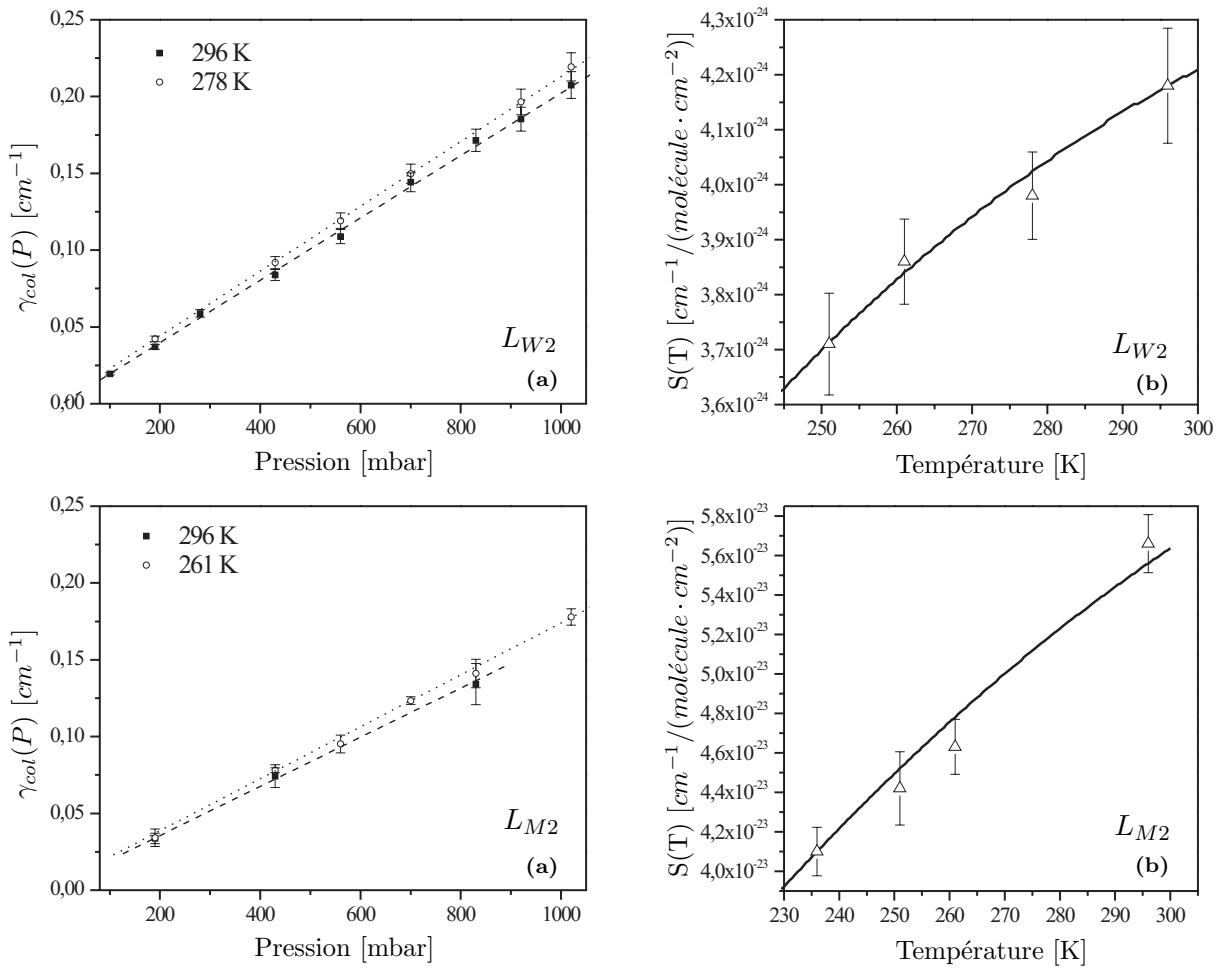 0,25
0,20
0,15
0,10
0,05
0,00
γcol(P) [cm−1]
296 K
278 K
LW2
(a)
200 400 600 800 1000
Pression [mbar]
4,3x10-24
4,2x10-24
4,1x10-24
4,0x10-24
3,9x10-24
3,8x10-24
3,7x10-24
3,6x10-24
S(T) [cm−1/(molécule · cm−2)]
LW2
(b)
250 260 270 280 290 300
Température [K]
0,25
0,20
0,15
0,10
0,05
0,00
γcol(P) [cm−1]
296 K
261 K
LM2
(a)
200 400 600 800 1000
Pression [mbar]
5,8x10-23
5,6x10-23
5,4x10-23
5,2x10-23
5,0x10-23
4,8x10-23
4,6x10-23
4,4x10-23
4,2x10-23
4,0x10-23
S(T) [cm−1/(molécule · cm−2)]
LM2
(b)
230 240 250 260 270 280 290 300
Température [K]